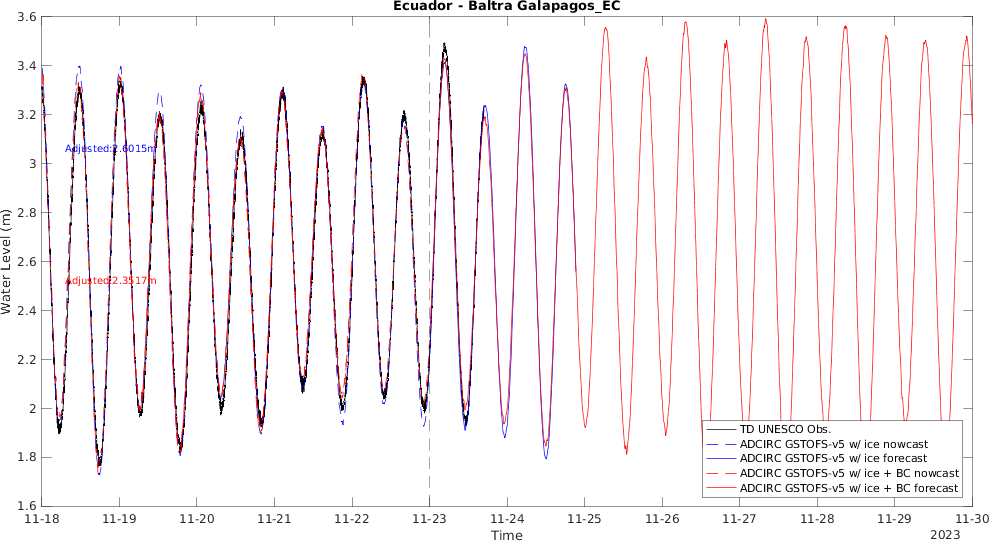 Ecuador - Baltra Galapagos_EC
3.6
3.4
3.2
3
2.8
2.6
2.4
2.2
2
1.8
1.6
Water Level (m)
Adjusted:2.6015m
Adjusted:2.3517m
TD UNESCO Obs.
ADCIRC GSTOFS-v5 w/ ice nowcast
ADCIRC GSTOFS-v5 w/ ice forecast
ADCIRC GSTOFS-v5 w/ ice + BC nowcast
ADCIRC GSTOFS-v5 w/ ice + BC forecast
11-18 11-19 11-20 11-21 11-22 11-23 11-24 11-25 11-26 11-27 11-28 11-29 11-30
Time
2023